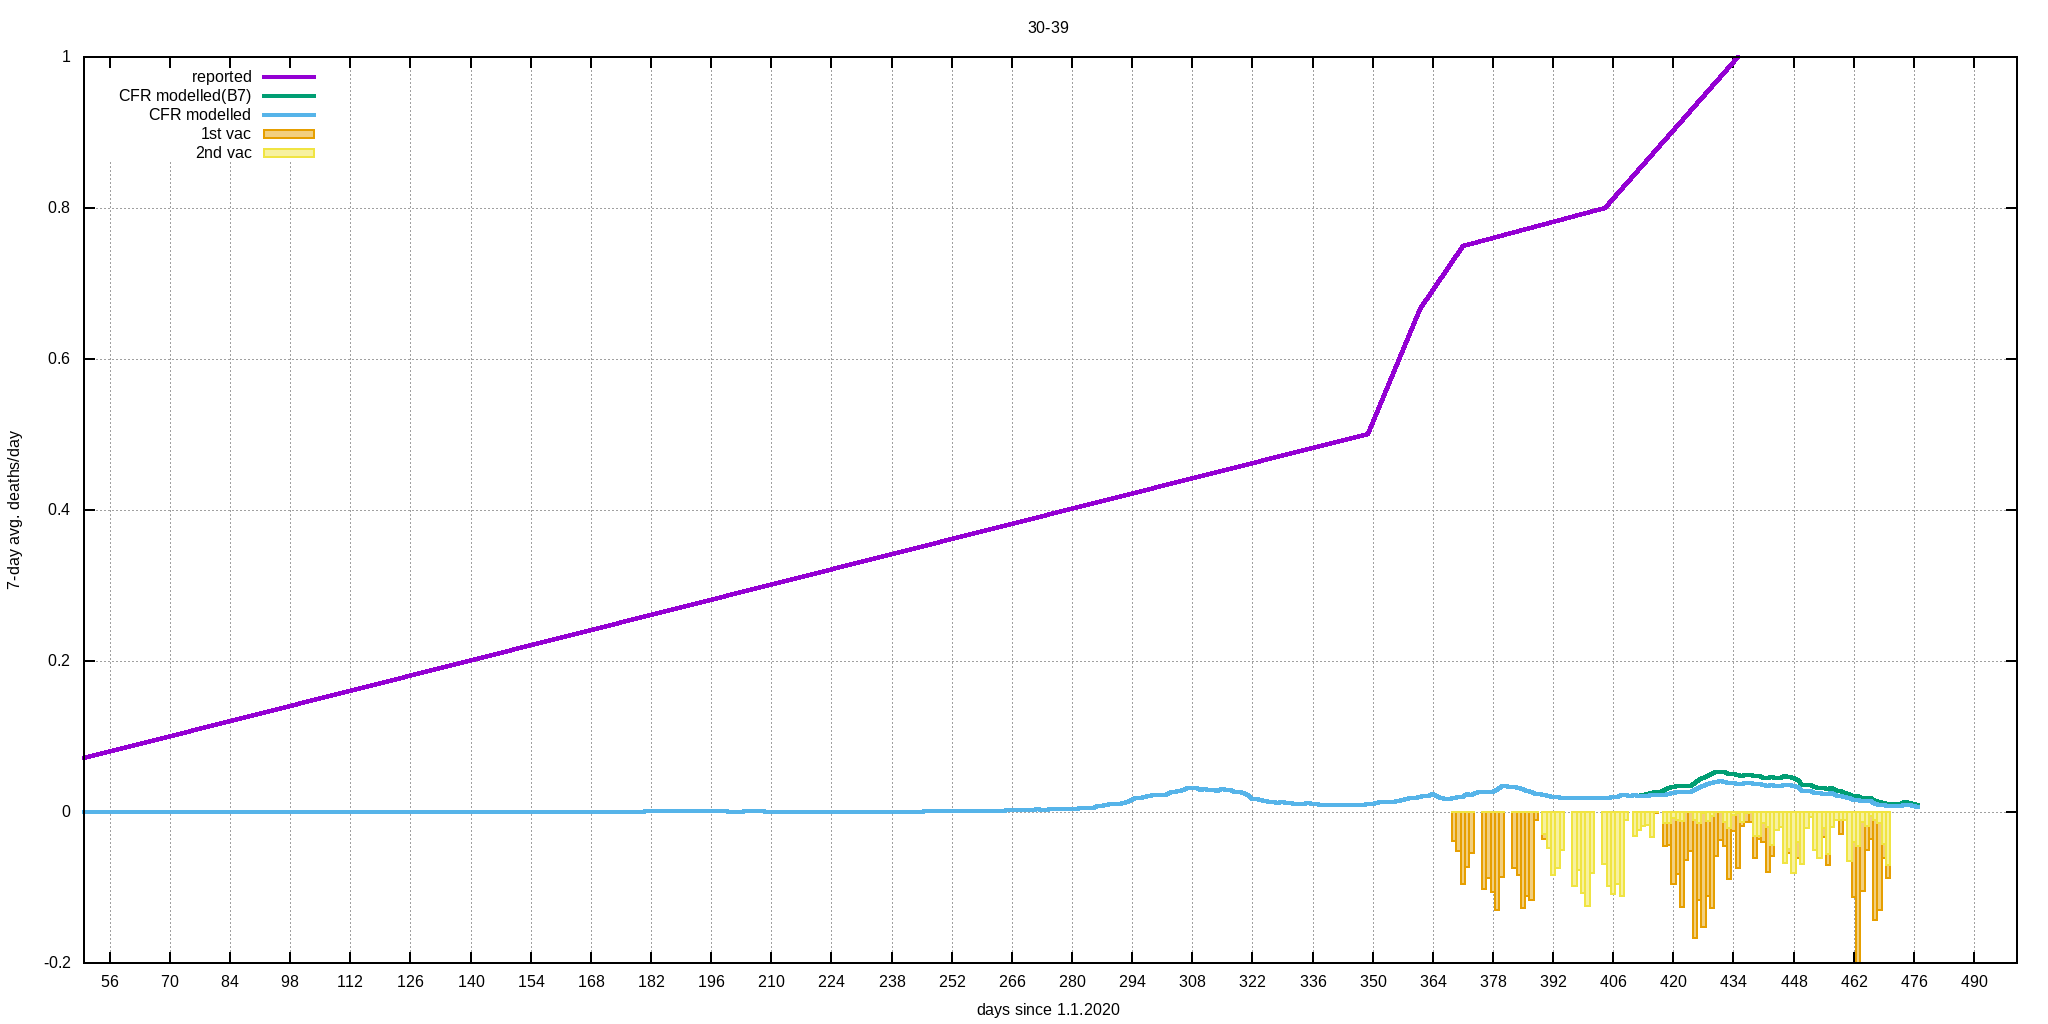 30-39
1
reported
CFR modelled(B7)
CFR modelled
1st vac
2nd vac
0.8
0.6
0.4
0.2
0
-0.2
7-day avg. deaths/day
56 70 84 98 112 126 140 154 168 182 196 210 224 238 252 266 280 294 308 322 336 350 364 378 392 406 420 434 448 462 476 490
days since 1.1.2020